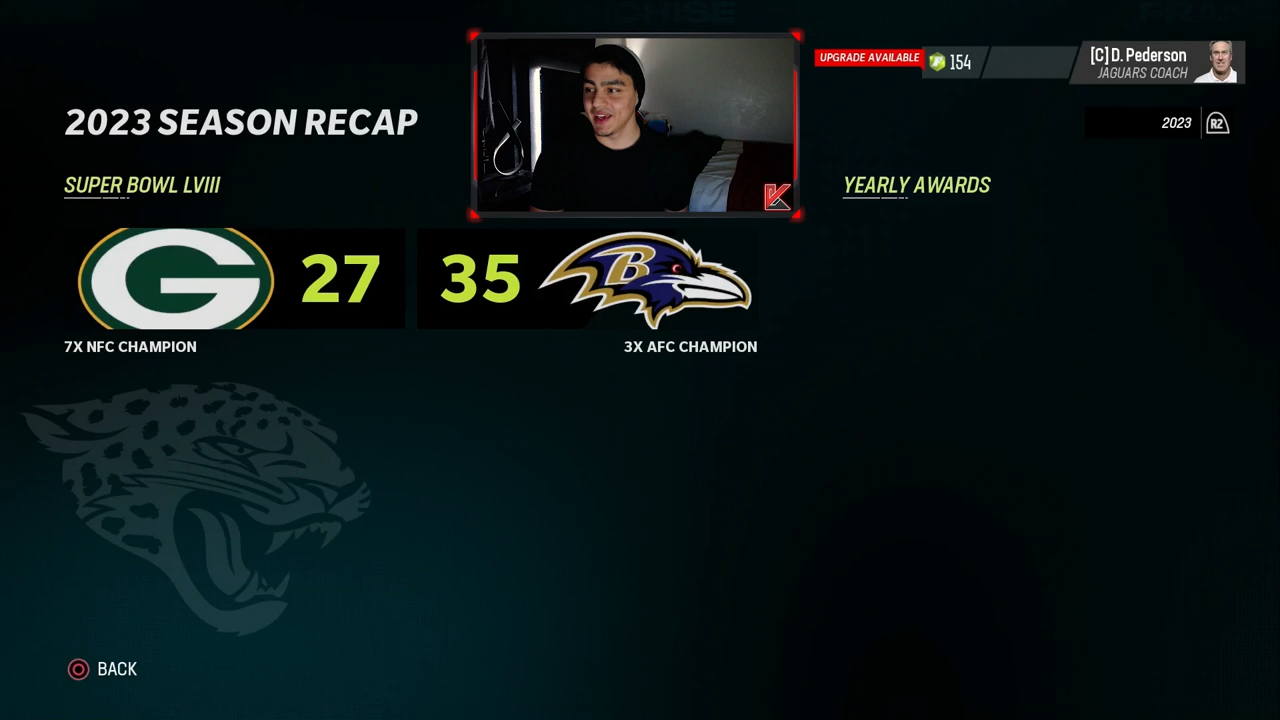 UPGRADE AVAILABLE
154
[C] D. Pederson
JAGUARS COACH
2023 SEASON RECAP
2023
R2
SUPER BOWL LVIII
YEARLY AWARDS
G
27
35
B
7X NFC CHAMPION
3X AFC CHAMPION
BACK